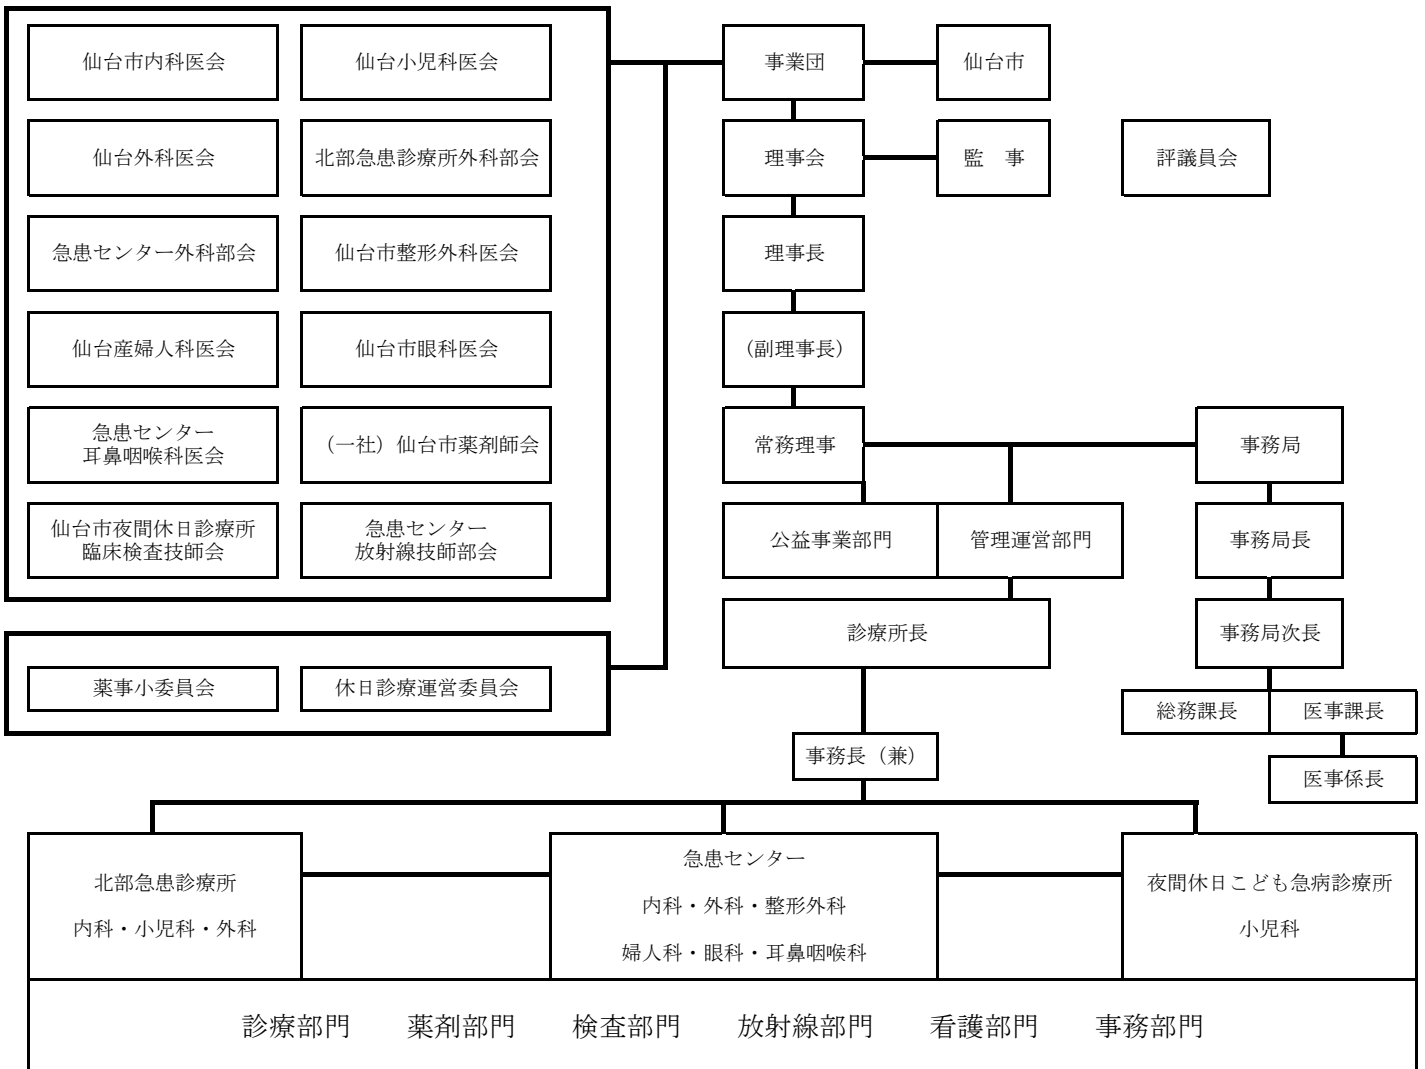 仙台市内科医会
仙台小児科医会
仙台外科医会
北部急患診療所外科部会
急患センター外科部会
仙台市整形外科医会
仙台産婦人科医会
仙台市眼科医会
急患センター
耳鼻咽喉科医会
（一社）仙台市薬剤師会
仙台市夜間休日診療所
臨床検査技師会
急患センター
放射線技師部会
薬事小委員会
休日診療運営委員会
事業団
仙台市
理事会
監　事
評議員会
理事長
（副理事長）
常務理事
事務局
公益事業部門
管理運営部門
事務局長
診療所長
事務局次長
総務課長
医事課長
事務長（兼）
医事係長
北部急患診療所
内科・小児科・外科
急患センター
内科・外科・整形外科
婦人科・眼科・耳鼻咽喉科
夜間休日こども急病診療所
小児科
診療部門　　薬剤部門　　検査部門　　放射線部門　　看護部門　　事務部門